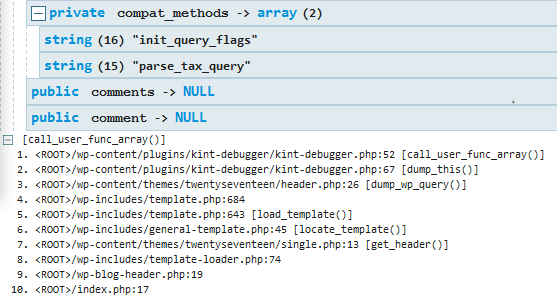 private compat_methods -> array (2)
string (16) "init_query_flags"
string (15) "parse_tax_query"
public comments -> NULL
public comment -> NULL
[call_user_func_array()]
1. <ROOT>/wp-content/plugins/kint-debugger/kint-debugger.php:52 [call_user_func_array()]
2. <ROOT>/wp-content/plugins/kint-debugger/kint-debugger.php:67 [dump_this()]
3. <ROOT>/wp-content/themes/twentyseventeen/header.php:26 [dump_wp_query()]
4. <ROOT>/wp-includes/template.php:684
5. <ROOT>/wp-includes/template.php:643 [load_template()]
6. <ROOT>/wp-includes/general-template.php:45 [locate_template()]
7. <ROOT>/wp-content/themes/twentyseventeen/single.php:13 [get_header()]
8. <ROOT>/wp-includes/template-loader.php:74
9. <ROOT>/wp-blog-header.php:19
10. <ROOT>/index.php:17